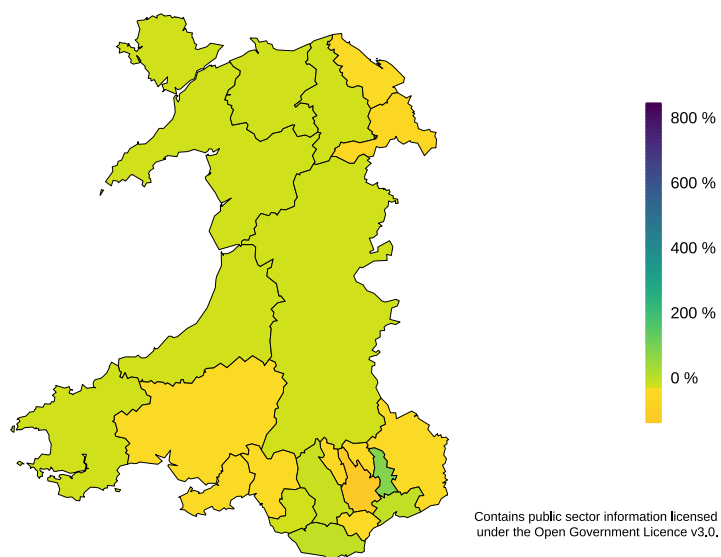 800 %
600 %
400 %
200 %
0 %
Contains public sector information licensed
under the Open Government Licence v3.0.